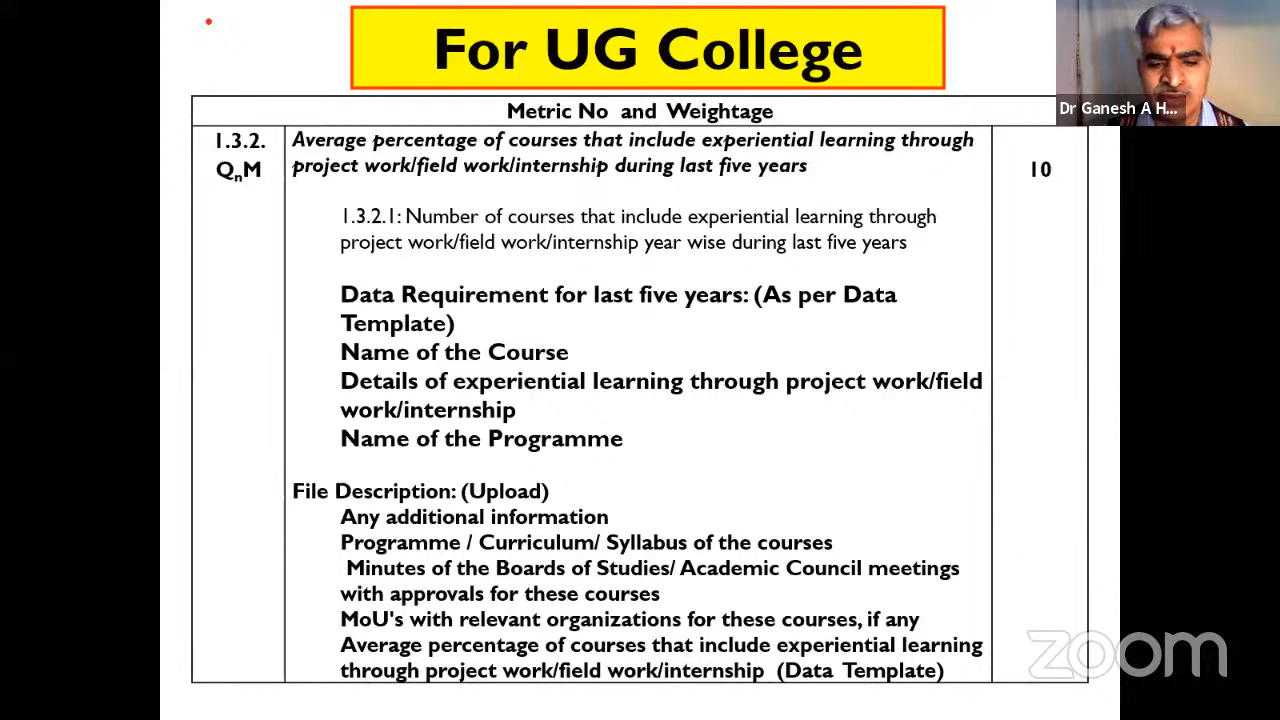 For UG College
Dr Ganesh A H...
Metric No and Weightage
1.3.2. QnM
Average percentage of courses that include experiential learning through
project work/field work/internship during last five years
10
1.3.2.1: Number of courses that include experiential learning through
project work/field work/internship year wise during last five years
Data Requirement for last five years: (As per Data
Template)
Name of the Course
Details of experiential learning through project work/field
work/internship
Name of the Programme
File Description: (Upload)
Any additional information
Programme / Curriculum/ Syllabus of the courses
Minutes of the Boards of Studies/ Academic Council meetings
with approvals for these courses
MoU's with relevant organizations for these courses, if any
Average percentage of courses that include experiential learning
through project work/field work/internship (Data Template)
zoom